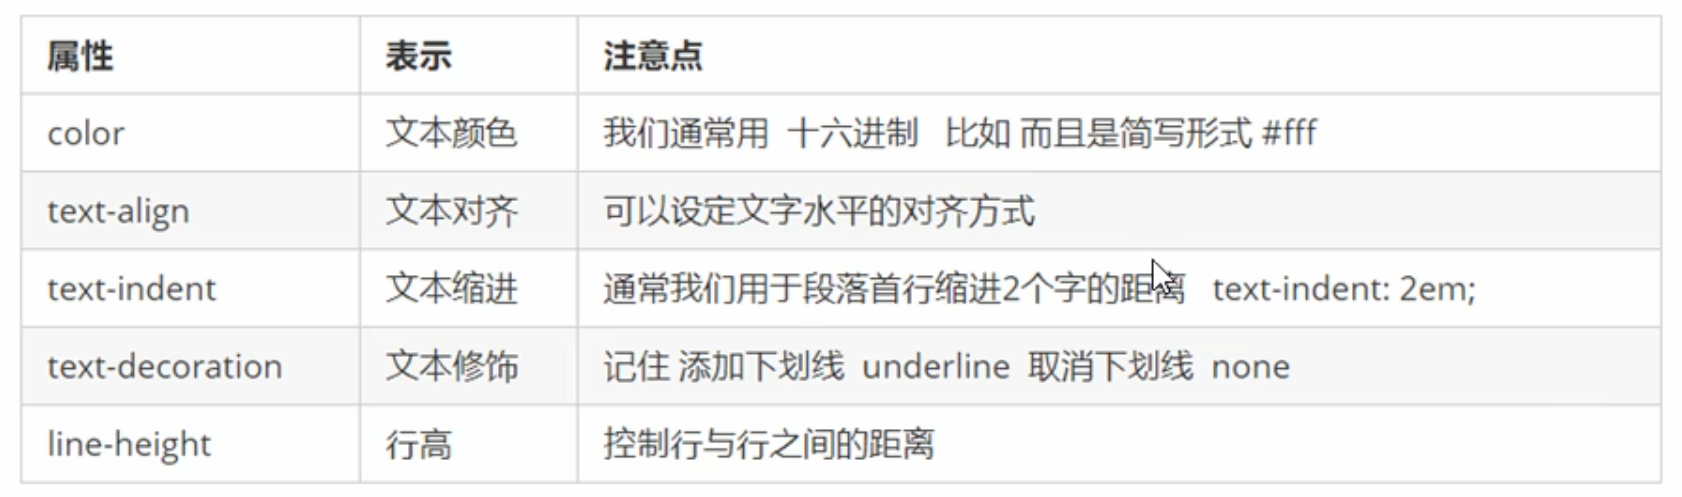 属性 表示 注意点
color 文本颜色 我们通常用 十六进制 比如 而且是简写形式 #fff
text-align 文本对齐 可以设定文字水平的对齐方式
text-indent 文本缩进 通常我们用于段落首行缩进2个字的距离 text-indent: 2em;
text-decoration 文本修饰 记住 添加下划线 underline 取消下划线 none
line-height 行高 控制行与行之间的距离